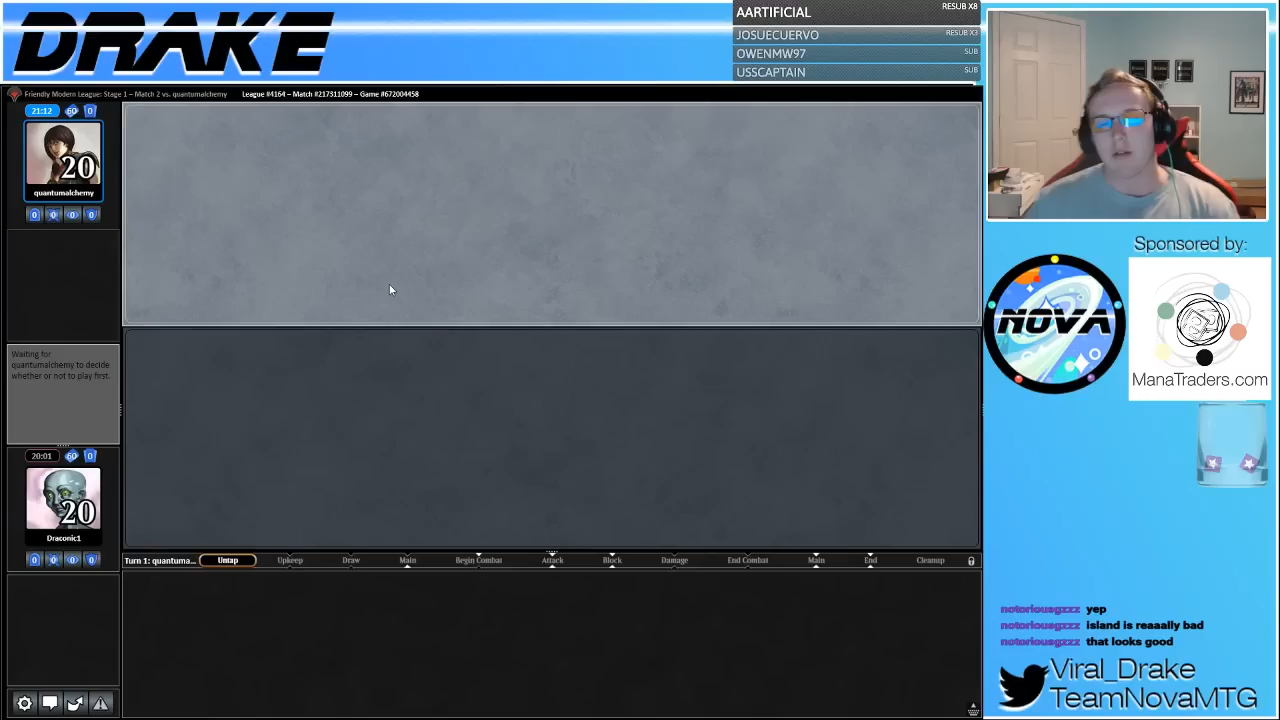 DRAKE
AARTIFICIAL RESUB X8
JOSUECUERVO RESUB X3
OWENMW97 SUB
USSCAPTAIN SUB
Friendly Modern League: Stage 1 – Match 2 vs. quantumalchemy League #4164 – Match #217311099 – Game #672004458
21:12 60 0
20
quantumalchemy
0 0 0 0
Waiting for
quantumalchemy to decide
whether or not to play first.
20:01 60 0
20
Draconic1
0 0 0 0
Turn 1: quantuma... Untap Upkeep Draw Main Begin Combat Attack Block Damage End Combat Main End Cleanup
Sponsored by:
NOVA
ManaTraders.com
notoriousgzzz yep
notoriousgzzz island is reaaally bad
notoriousgzzz that looks good
Viral_Drake
TeamNovaMTG